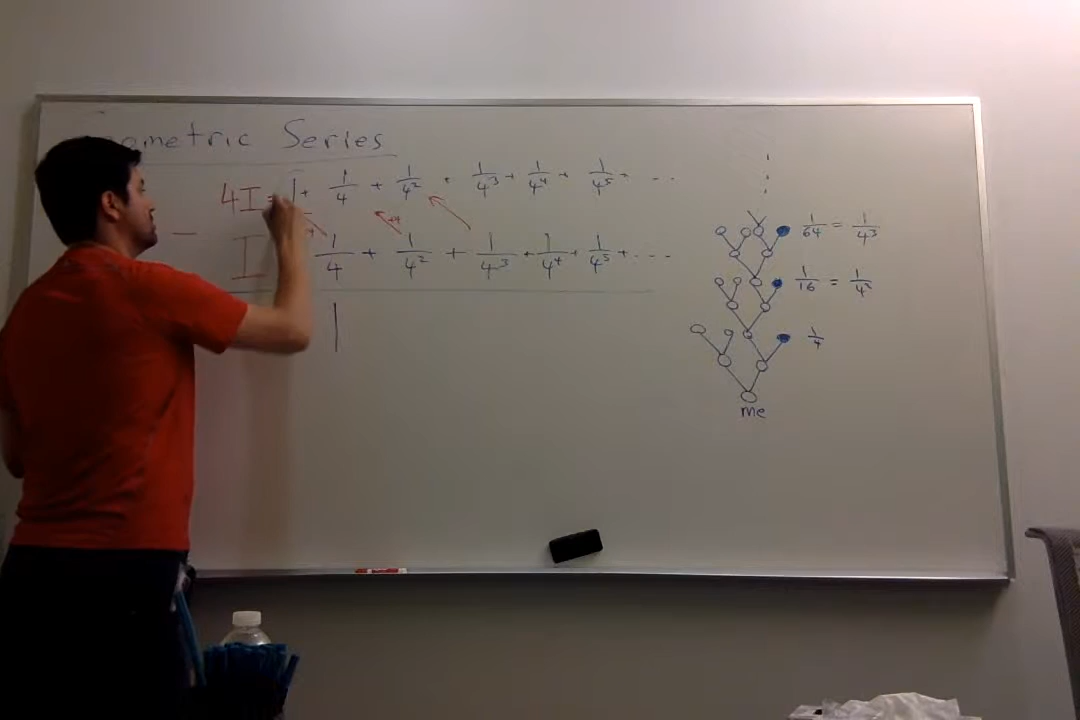 ometric Series
4I = 1 + 1/4 + 1/4² + 1/4³ + 1/4⁴ + 1/4⁵ + ...
- I 1/4 + 1/4² + 1/4³ + 1/4⁴ + 1/4⁵ + ...
1
1/64 = 1/4³
1/16 = 1/4²
1/4
me